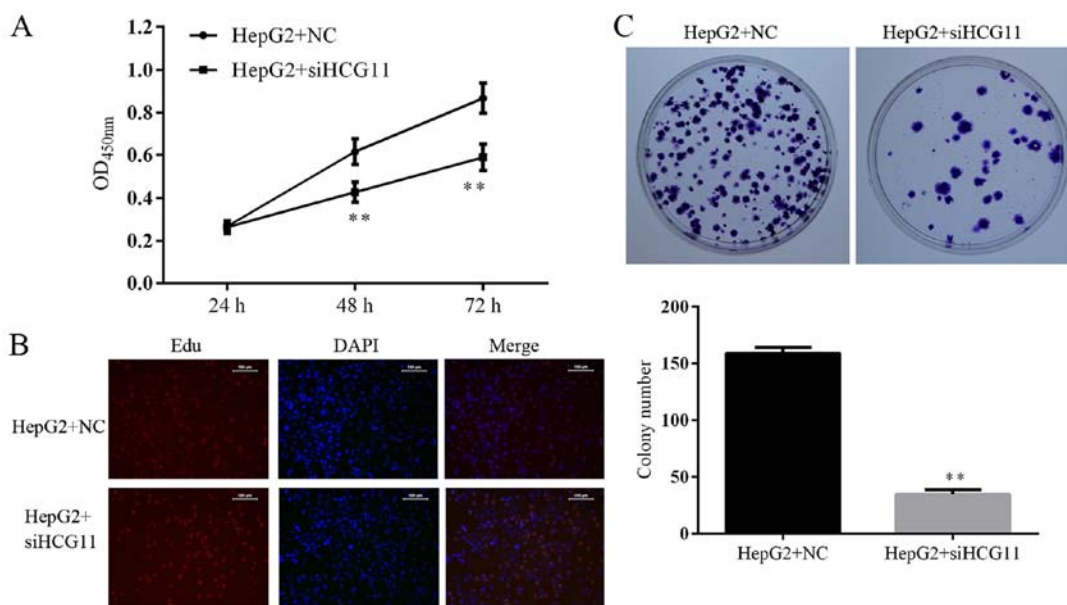 A
1.2
1.0
0.8
0.6
0.4
0.2
0.0
OD450nm
HepG2+NC
HepG2+siHCG11
**
**
24 h
48 h
72 h
B
Edu
DAPI
Merge
HepG2+NC
HepG2+
siHCG11
C
HepG2+NC
HepG2+siHCG11
200
150
100
50
0
Colony number
**
HepG2+NC
HepG2+siHCG11